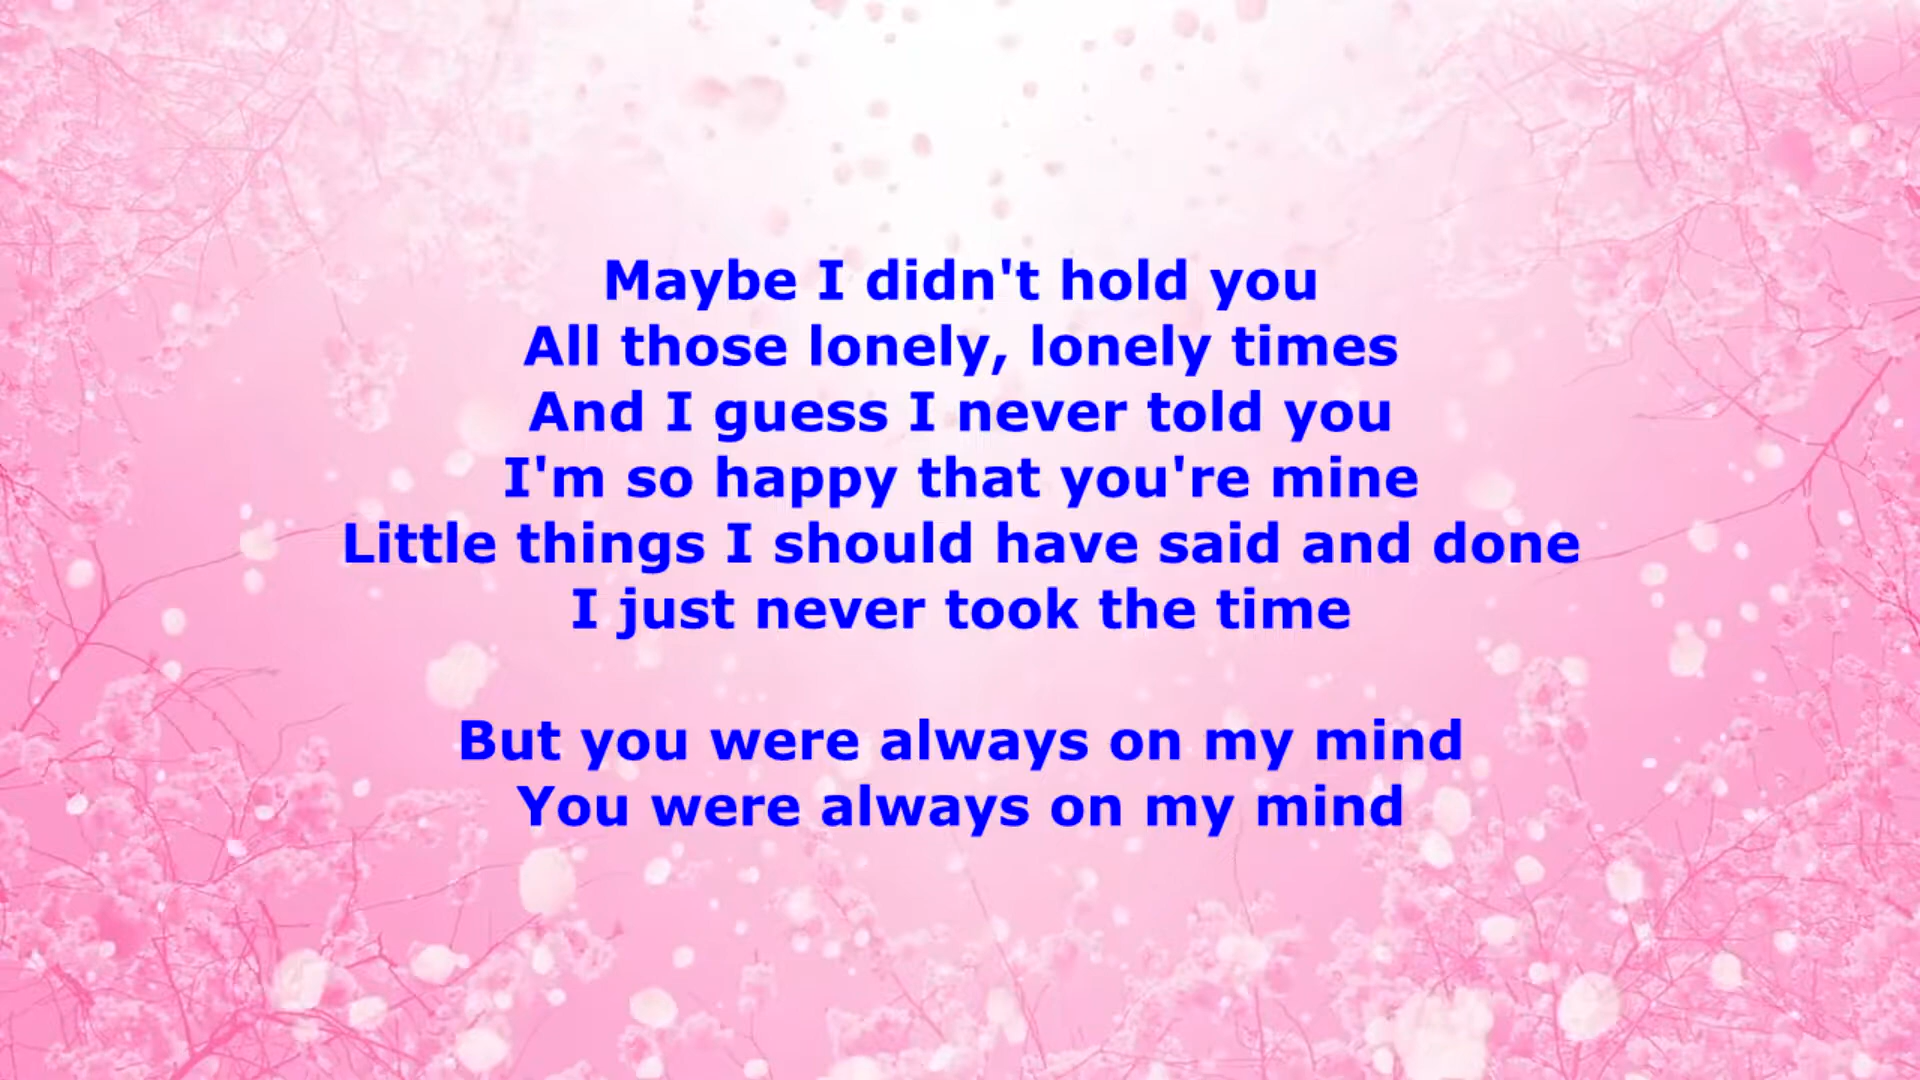 Maybe I didn't hold you
All those lonely, lonely times
And I guess I never told you
I'm so happy that you're mine
Little things I should have said and done
I just never took the time
But you were always on my mind
You were always on my mind